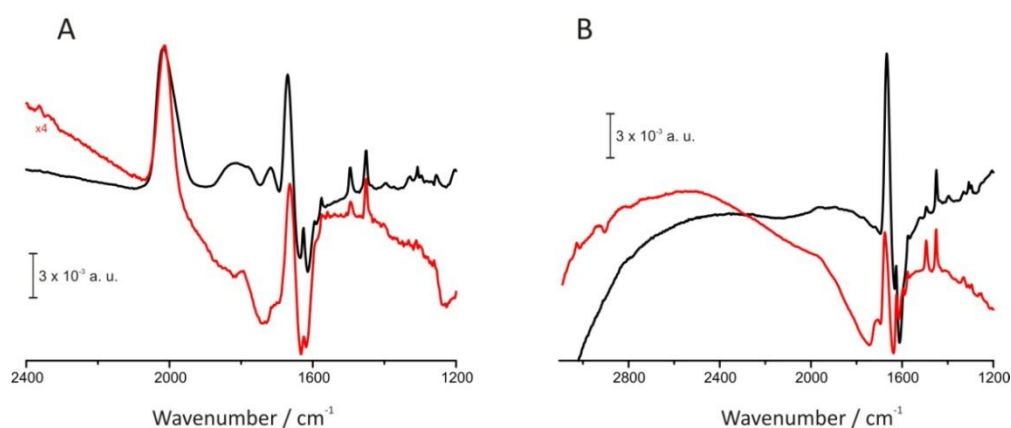 A
x4
3 x 10⁻³ a. u.
2400 2000 1600 1200
Wavenumber / cm⁻¹
B
3 x 10⁻³ a. u.
2800 2400 2000 1600 1200
Wavenumber / cm⁻¹